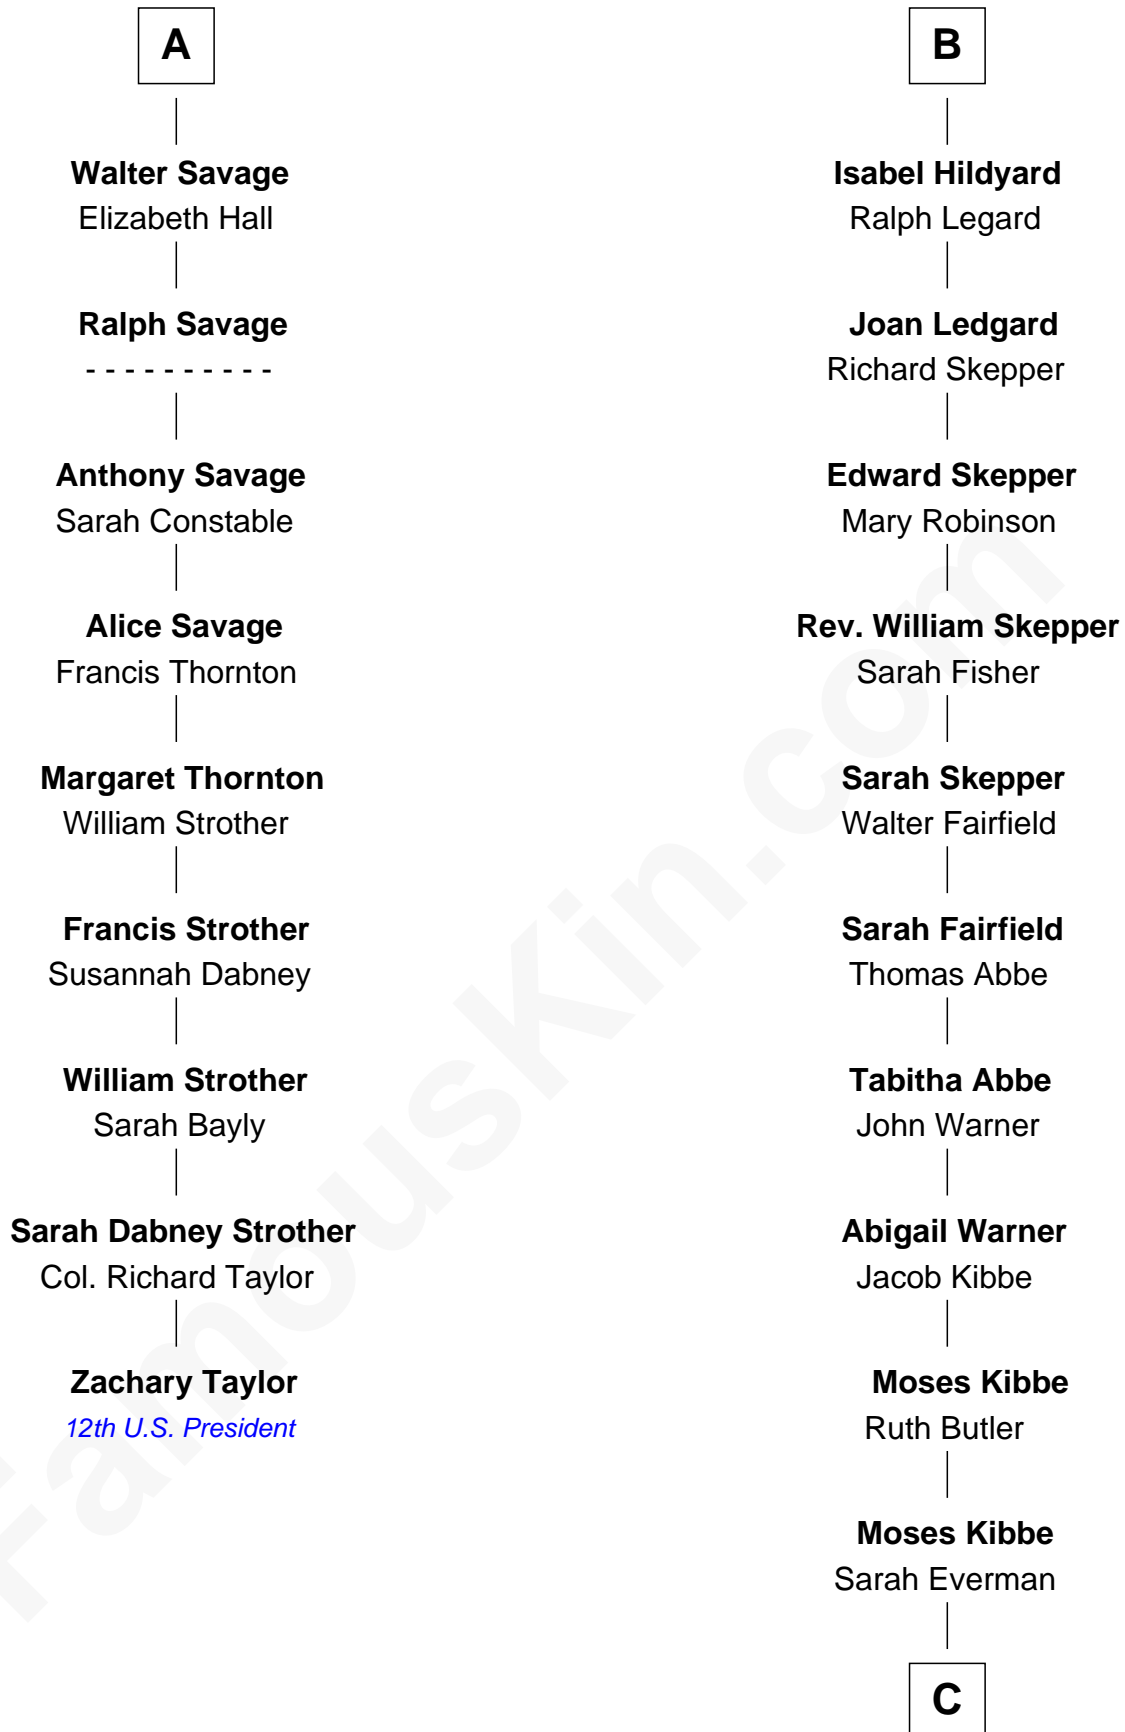 A
Walter Savage
Elizabeth Hall
Ralph Savage
- - - - - - - - - -
Anthony Savage
Sarah Constable
Alice Savage
Francis Thornton
Margaret Thornton
William Strother
Francis Strother
Susannah Dabney
William Strother
Sarah Bayly
Sarah Dabney Strother
Col. Richard Taylor
Zachary Taylor
12th U.S. President
B
Isabel Hildyard
Ralph Legard
Joan Ledgard
Richard Skepper
Edward Skepper
Mary Robinson
Rev. William Skepper
Sarah Fisher
Sarah Skepper
Walter Fairfield
Sarah Fairfield
Thomas Abbe
Tabitha Abbe
John Warner
Abigail Warner
Jacob Kibbe
Moses Kibbe
Ruth Butler
Moses Kibbe
Sarah Everman
C
FamousKin.com